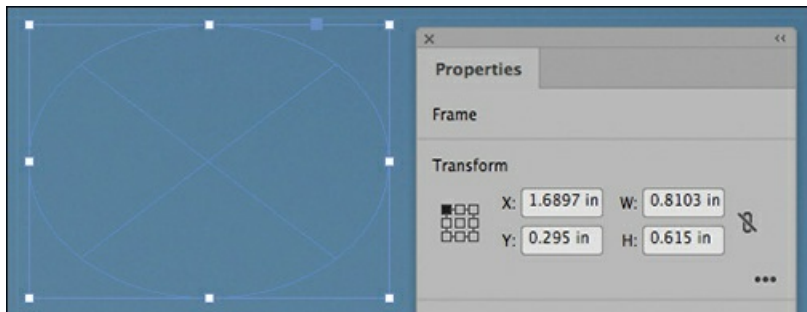 Properties
Frame
Transform
X: 1.6897 in W: 0.8103 in
Y: 0.295 in H: 0.615 in